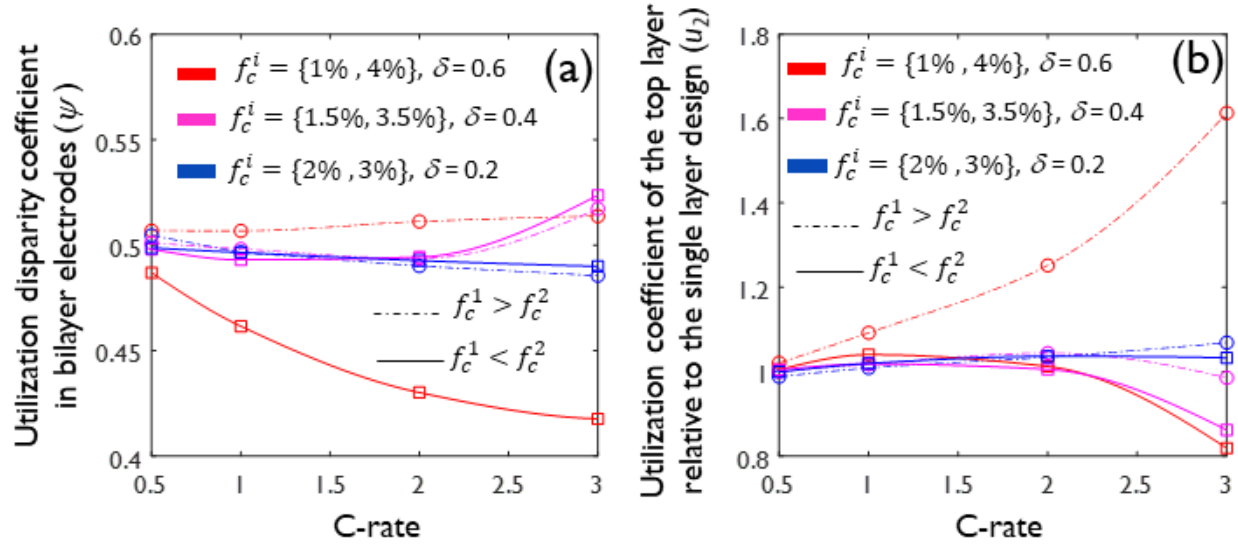 Utilization disparity coefficient
in bilayer electrodes (ψ)
0.6
0.55
0.5
0.45
0.4
(a)
f_c^i = {1% , 4%}, δ = 0.6
f_c^i = {1.5%, 3.5%}, δ = 0.4
f_c^i = {2% , 3%}, δ = 0.2
f_c^1 > f_c^2
f_c^1 < f_c^2
0.5 1 1.5 2 2.5 3
C-rate
Utilization coefficient of the top layer
relative to the single layer design (u_2)
1.8
1.6
1.4
1.2
1
0.8
(b)
f_c^i = {1% , 4%}, δ = 0.6
f_c^i = {1.5%, 3.5%}, δ = 0.4
f_c^i = {2% , 3%}, δ = 0.2
f_c^1 > f_c^2
f_c^1 < f_c^2
0.5 1 1.5 2 2.5 3
C-rate